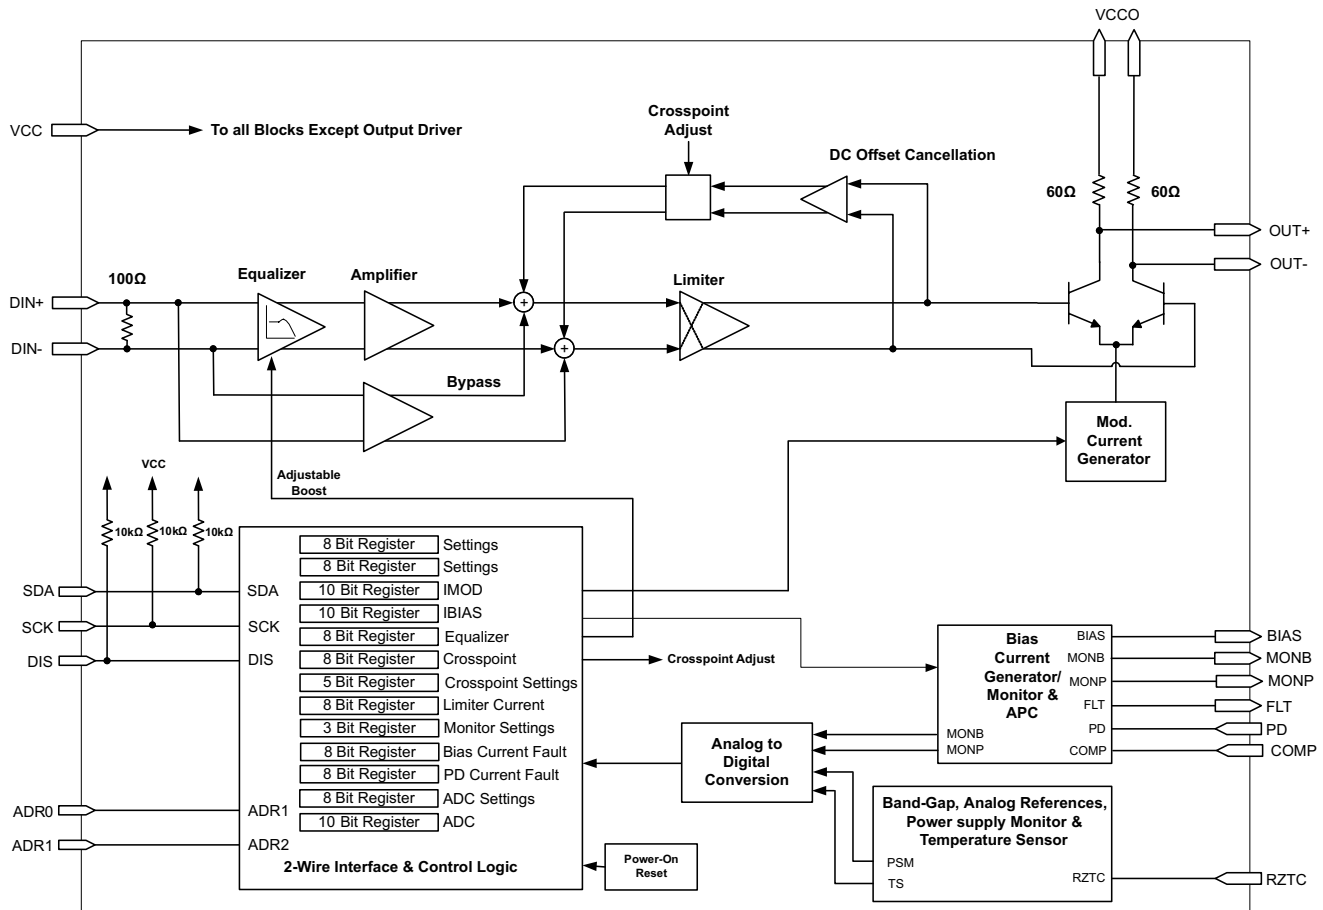 VCCO
VCC
To all Blocks Except Output Driver
Crosspoint
Adjust
DC Offset Cancellation
60Ω
60Ω
OUT+
OUT-
100Ω
Equalizer
Amplifier
Limiter
DIN+
DIN-
+
+
Bypass
Mod.
Current
Generator
Adjustable
Boost
VCC
10kΩ
10kΩ
10kΩ
SDA
SCK
DIS
ADR0
ADR1
SDA
SCK
DIS
ADR1
ADR2
8 Bit Register Settings
8 Bit Register Settings
10 Bit Register IMOD
10 Bit Register IBIAS
8 Bit Register Equalizer
8 Bit Register Crosspoint
5 Bit Register Crosspoint Settings
8 Bit Register Limiter Current
3 Bit Register Monitor Settings
8 Bit Register Bias Current Fault
8 Bit Register PD Current Fault
8 Bit Register ADC Settings
10 Bit Register ADC
2-Wire Interface & Control Logic
Crosspoint Adjust
Power-On
Reset
Analog to
Digital
Conversion
Bias
Current
Generator/
Monitor &
APC
BIAS
MONB
MONP
FLT
PD
COMP
MONB
MONP
BIAS
MONB
MONP
FLT
PD
COMP
Band-Gap, Analog References,
Power supply Monitor &
Temperature Sensor
PSM
TS
RZTC
RZTC